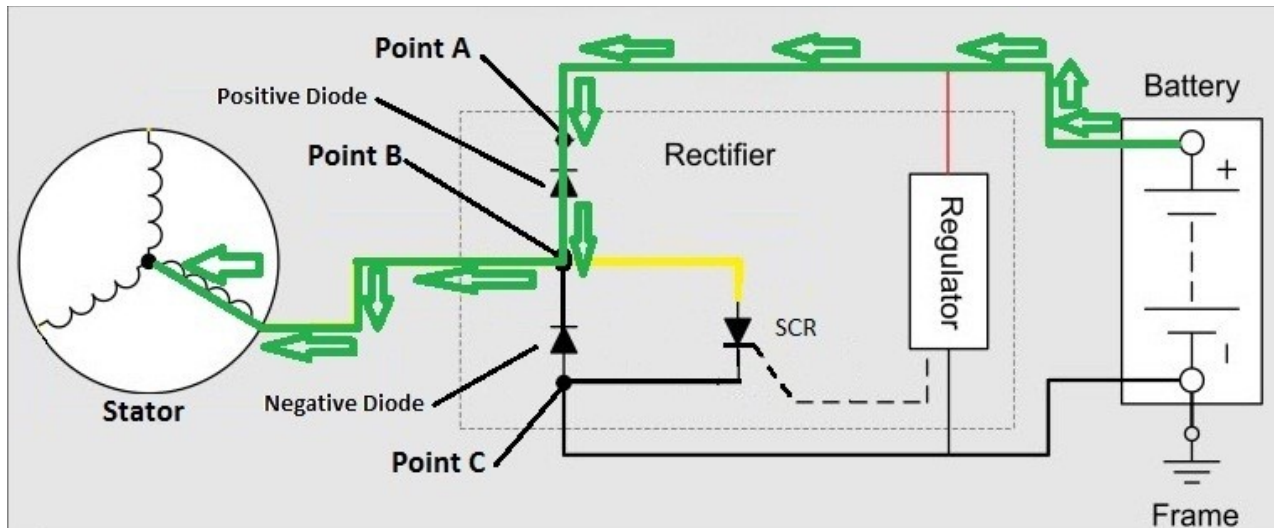 Point A
Positive Diode
Point B
Rectifier
Battery
+
Regulator
SCR
Stator
Negative Diode
Point C
–
Frame